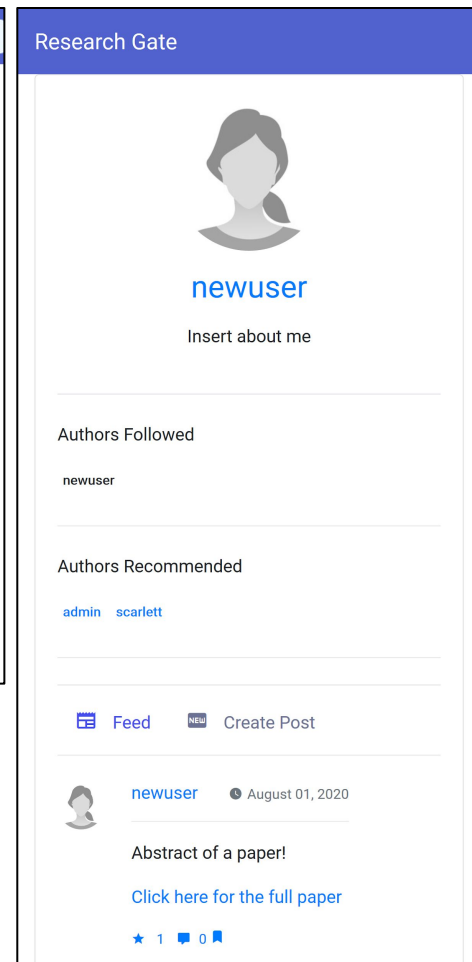 Research Gate
newuser
Insert about me
Authors Followed
newuser
Authors Recommended
admin scarlett
Feed NEW Create Post
newuser August 01, 2020
Abstract of a paper!
Click here for the full paper
1 0